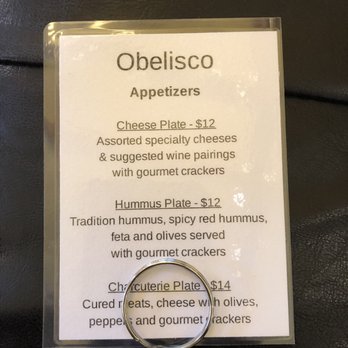 Obelisco
Appetizers
Cheese Plate - $12
Assorted specialty cheeses
& suggested wine pairings
with gourmet crackers
Hummus Plate - $12
Tradition hummus, spicy red hummus,
feta and olives served
with gourmet crackers
Charcuterie Plate - $14
Cured meats, cheese with olives,
peppers and gourmet crackers